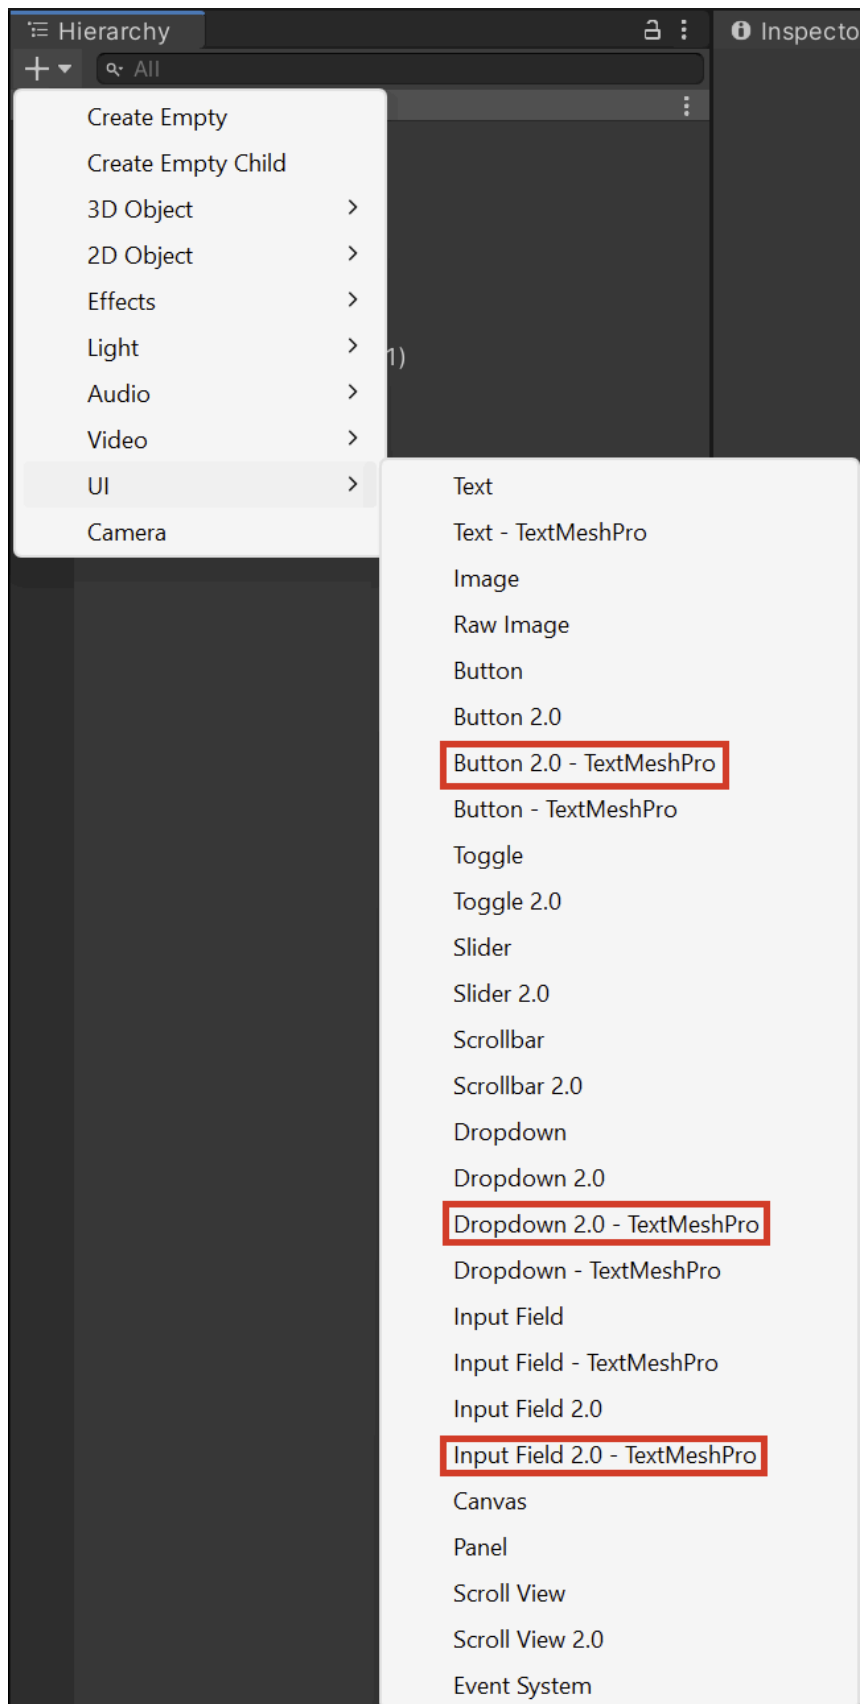 Hierarchy
Inspecto
All
Create Empty
Create Empty Child
3D Object
2D Object
Effects
Light
1)
Audio
Video
UI
Camera
Text
Text - TextMeshPro
Image
Raw Image
Button
Button 2.0
Button 2.0 - TextMeshPro
Button - TextMeshPro
Toggle
Toggle 2.0
Slider
Slider 2.0
Scrollbar
Scrollbar 2.0
Dropdown
Dropdown 2.0
Dropdown 2.0 - TextMeshPro
Dropdown - TextMeshPro
Input Field
Input Field - TextMeshPro
Input Field 2.0
Input Field 2.0 - TextMeshPro
Canvas
Panel
Scroll View
Scroll View 2.0
Event System